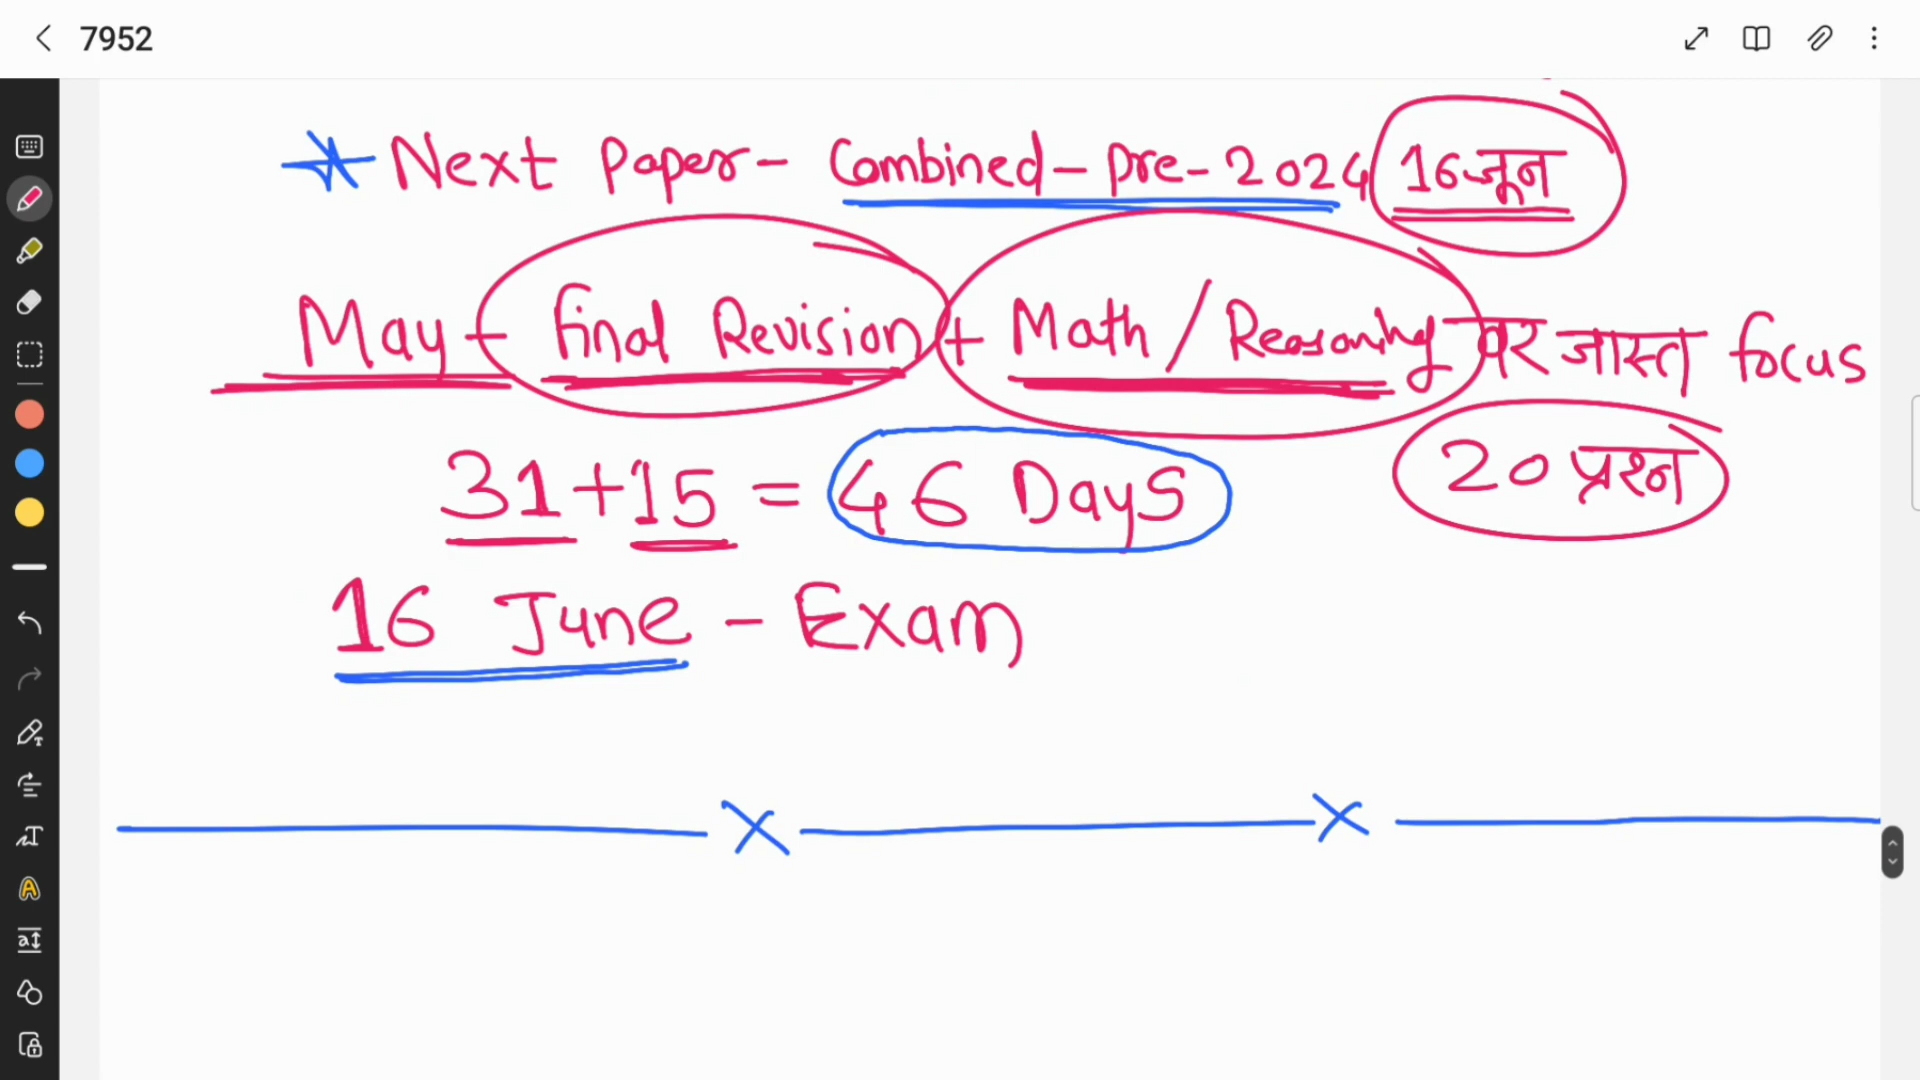 7952
* Next Paper- Combined-Pre-2024 16 जून
May - final Revision + Math / Reasoning पर जास्त focus
31+15 = 46 Days 20 प्रश्न
16 June - Exam